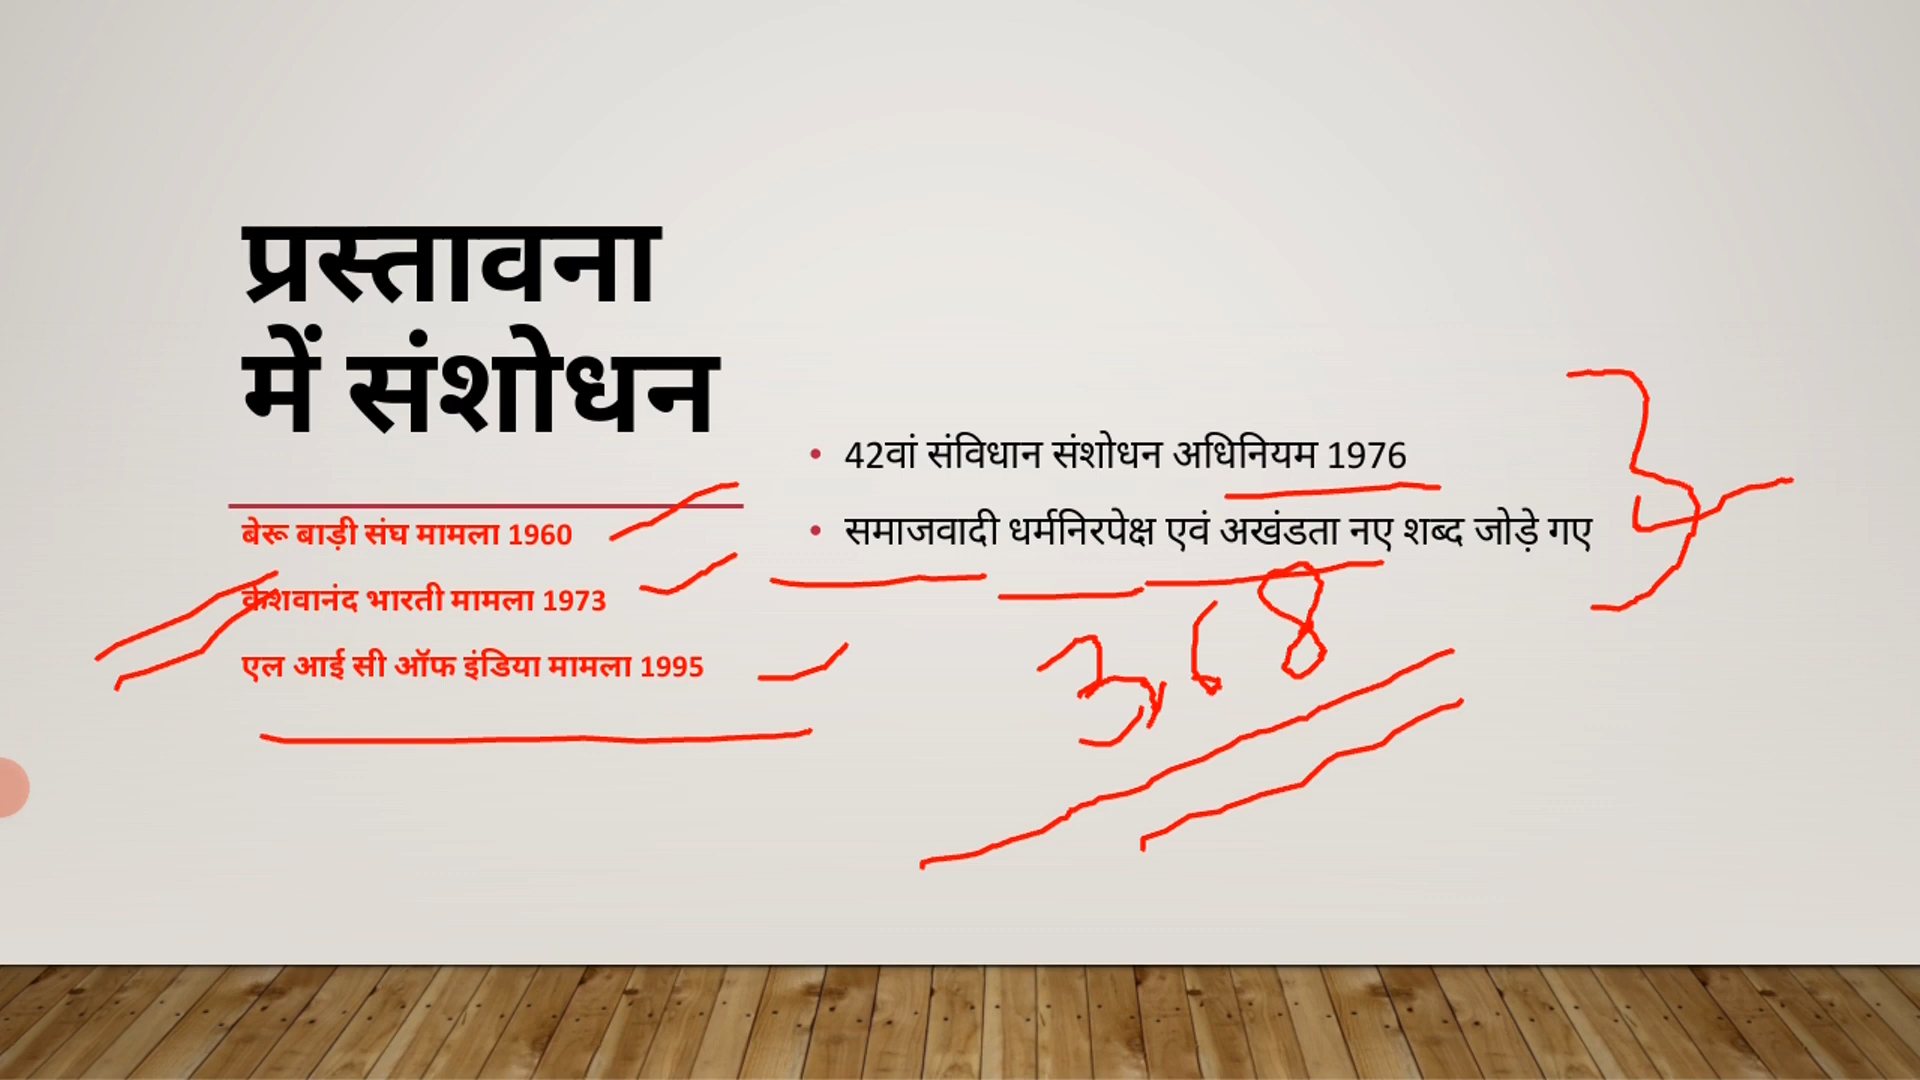 प्रस्तावना
में संशोधन
बेरू बाड़ी संघ मामला 1960
केशवानंद भारती मामला 1973
एल आई सी ऑफ इंडिया मामला 1995
• 42वां संविधान संशोधन अधिनियम 1976
• समाजवादी धर्मनिरपेक्ष एवं अखंडता नए शब्द जोड़े गए
3, 68